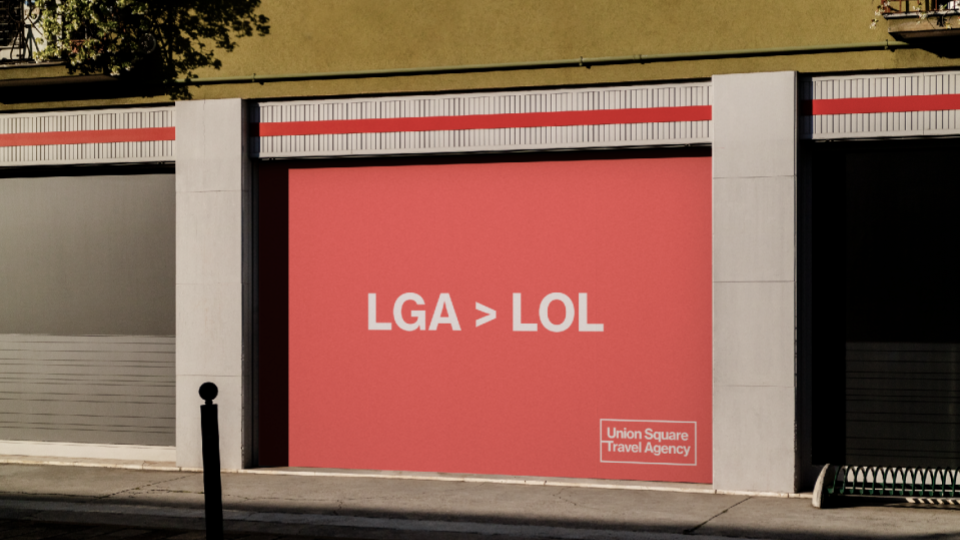 LGA > LOL
Union Square
Travel Agency